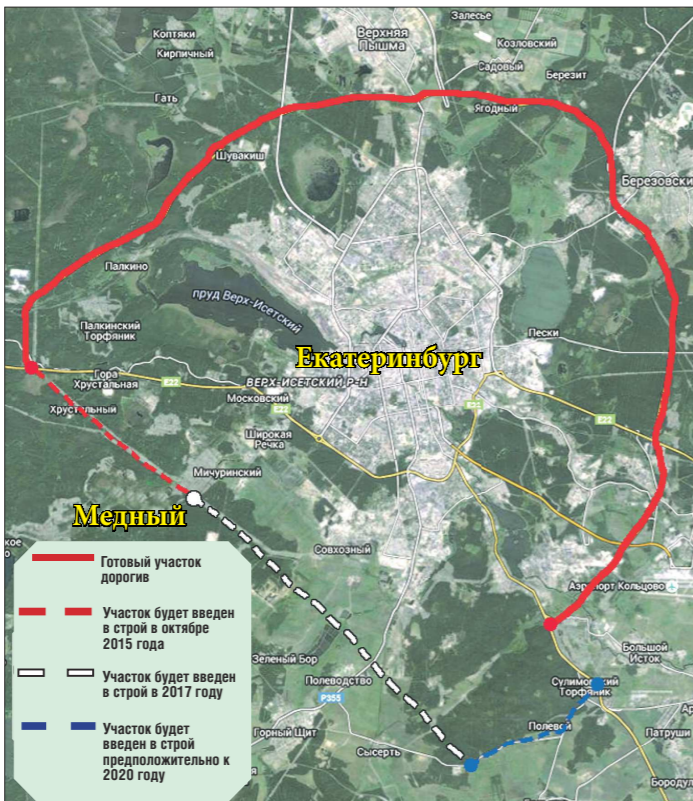 Залесье
Коптяки
Верхняя
Пышма
Козловский
Кирпичный
Садовый
Березит
Гать
Ягодный
Шувакиш
Березовски
Палкино
пруд Верх-Исетский
Палкинский
Торфяник
Пески
Екатеринбург
Гора
Хрустальная
E22
ВЕРХ-ИСЕТСКИЙ Р-Н
Московский
E22
E22
Хрустальный
Широкая
Речка
Мичуринский
Медный
Совхозный
Аэропорт Кольцово
Большой
Исток
Зеленый Бор
Полеводство
Сулимовский
Торфяник
P355
Горный Щит
Полевой
Патруши
Сысерть
Готовый участок
дорогив
Участок будет введен
в строй в октябре
2015 года
Участок будет введен
в строй в 2017 году
Участок будет
введен в строй
предположительно к
2020 году